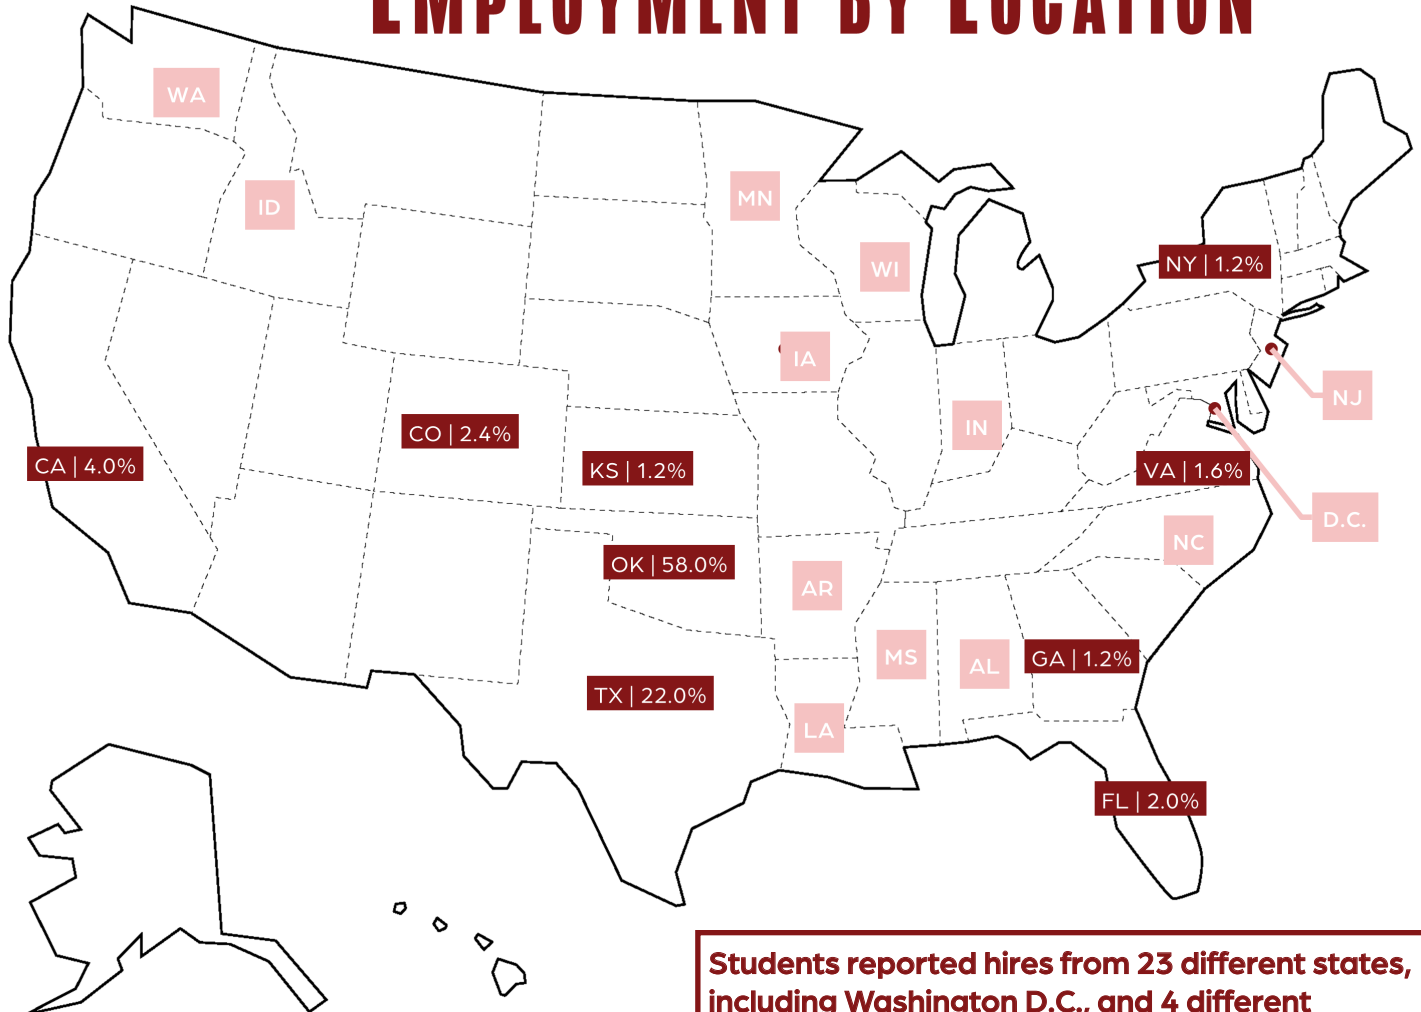 EMPLOYMENT BY LOCATION
WA
ID
MN
WI
NY | 1.2%
IA
NJ
IN
CO | 2.4%
CA | 4.0%
KS | 1.2%
VA | 1.6%
D.C.
NC
OK | 58.0%
AR
MS
AL
GA | 1.2%
TX | 22.0%
LA
FL | 2.0%
Students reported hires from 23 different states,
including Washington D.C., and 4 different